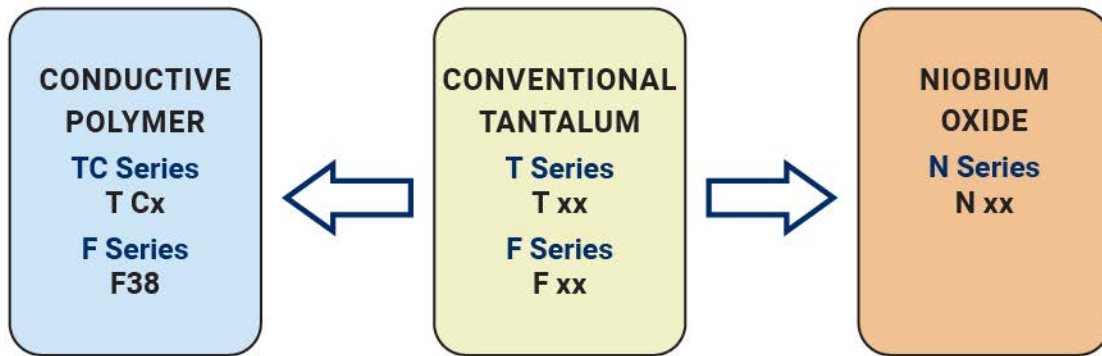 CONDUCTIVE
POLYMER
TC Series
T Cx
F Series
F38
CONVENTIONAL
TANTALUM
T Series
T xx
F Series
F xx
NIOBIUM
OXIDE
N Series
N xx